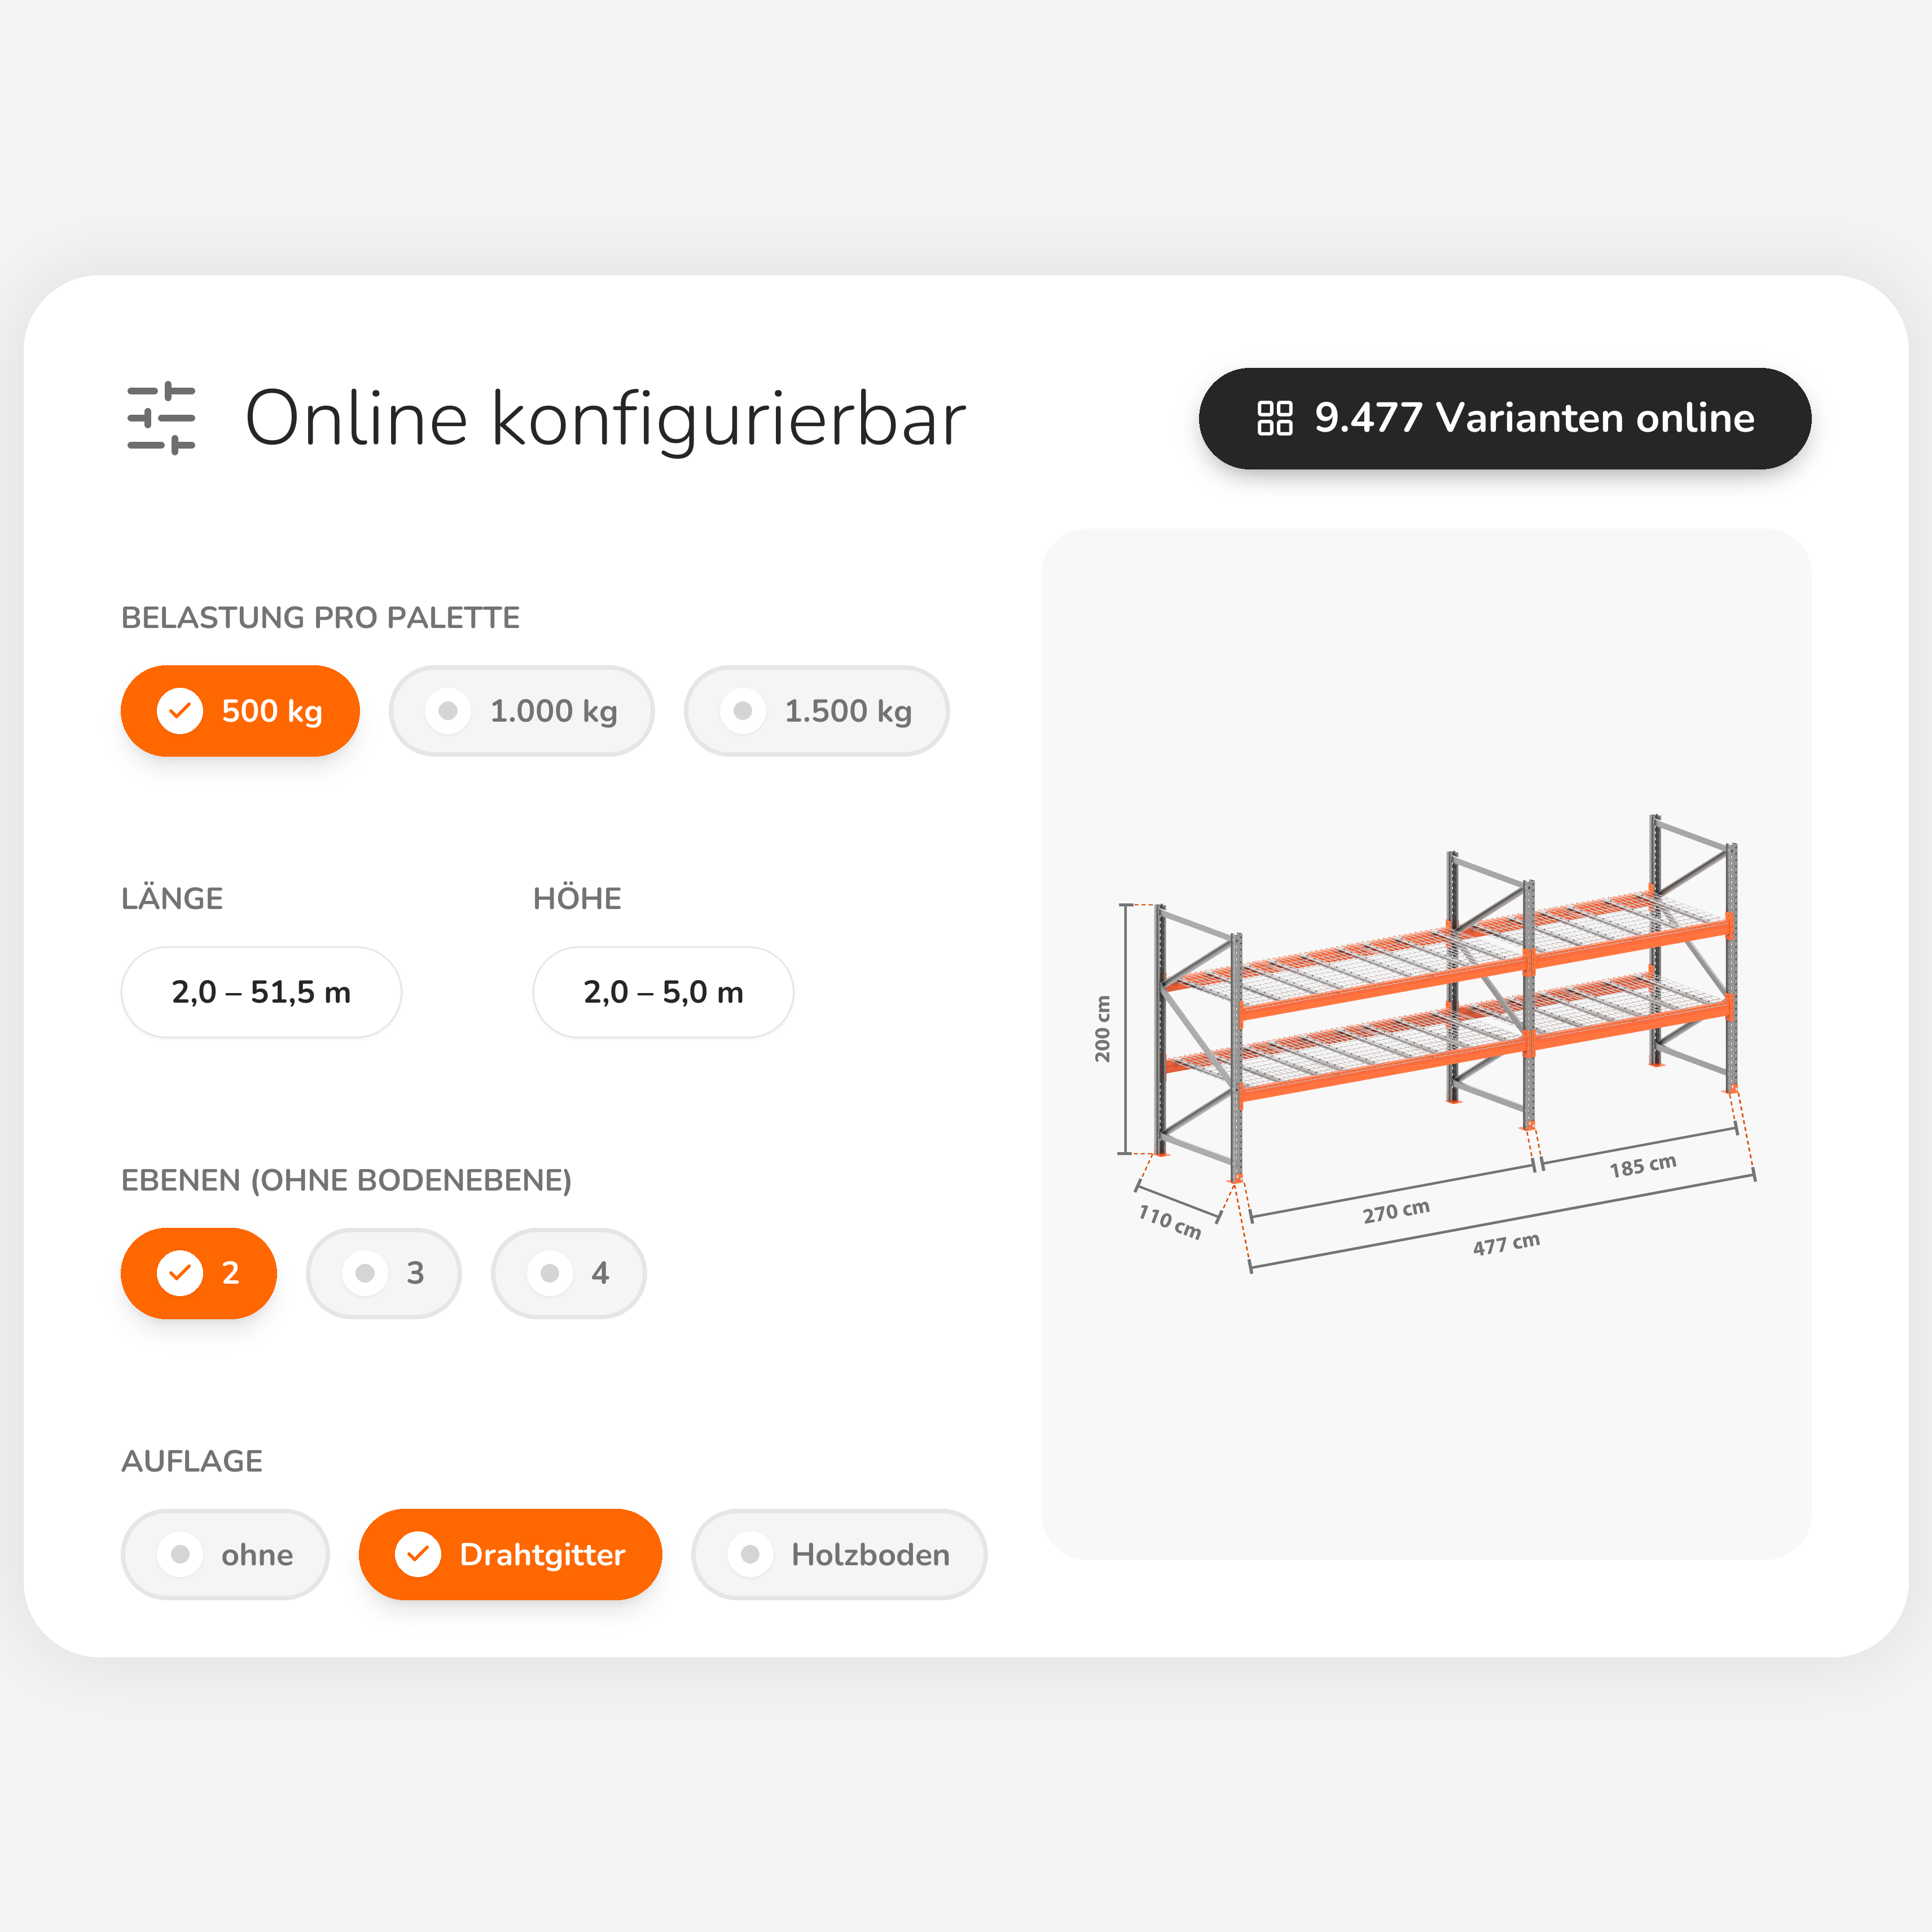 Online konfigurierbar
9.477 Varianten online
BELASTUNG PRO PALETTE
500 kg
1.000 kg
1.500 kg
LÄNGE
HÖHE
2,0 – 51,5 m
2,0 – 5,0 m
EBENEN (OHNE BODENEBENE)
2
3
4
AUFLAGE
ohne
Drahtgitter
Holzboden
200 cm
110 cm
270 cm
185 cm
477 cm